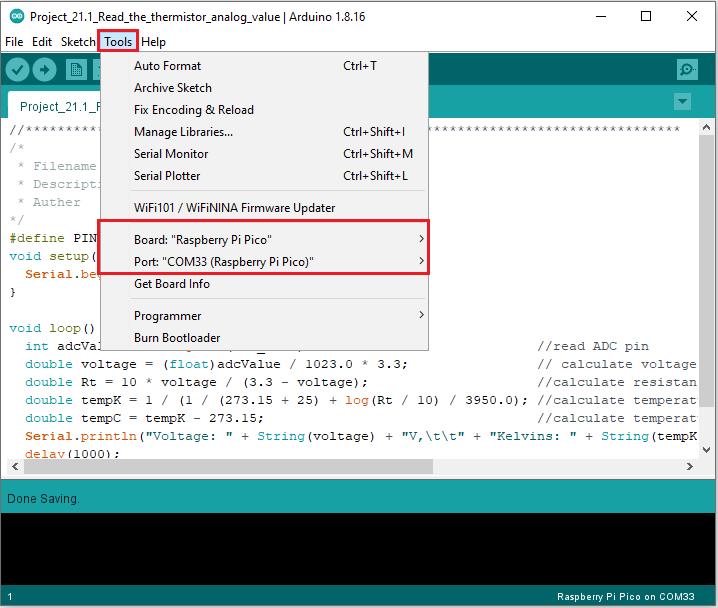 Project_21.1_Read_the_thermistor_analog_value | Arduino 1.8.16
File Edit Sketch Tools Help
Auto Format Ctrl+T
Archive Sketch
Fix Encoding & Reload
Manage Libraries... Ctrl+Shift+I
Serial Monitor Ctrl+Shift+M
Serial Plotter Ctrl+Shift+L
WiFi101 / WiFiNINA Firmware Updater
Board: "Raspberry Pi Pico"
Port: "COM33 (Raspberry Pi Pico)"
Get Board Info
Programmer
Burn Bootloader
Project_21.1_R
//**********************************************************************
/*
* Filename
* Descripti
* Auther
*/
#define PIN
void setup(
Serial.be
}
void loop()
int adcVal //read ADC pin
double voltage = (float)adcValue / 1023.0 * 3.3; // calculate voltage
double Rt = 10 * voltage / (3.3 - voltage); //calculate resistan
double tempK = 1 / (1 / (273.15 + 25) + log(Rt / 10) / 3950.0); //calculate temperat
double tempC = tempK - 273.15; //calculate temperat
Serial.println("Voltage: " + String(voltage) + "V,\t\t" + "Kelvins: " + String(tempK
delay(1000);
Done Saving.
1 Raspberry Pi Pico on COM33